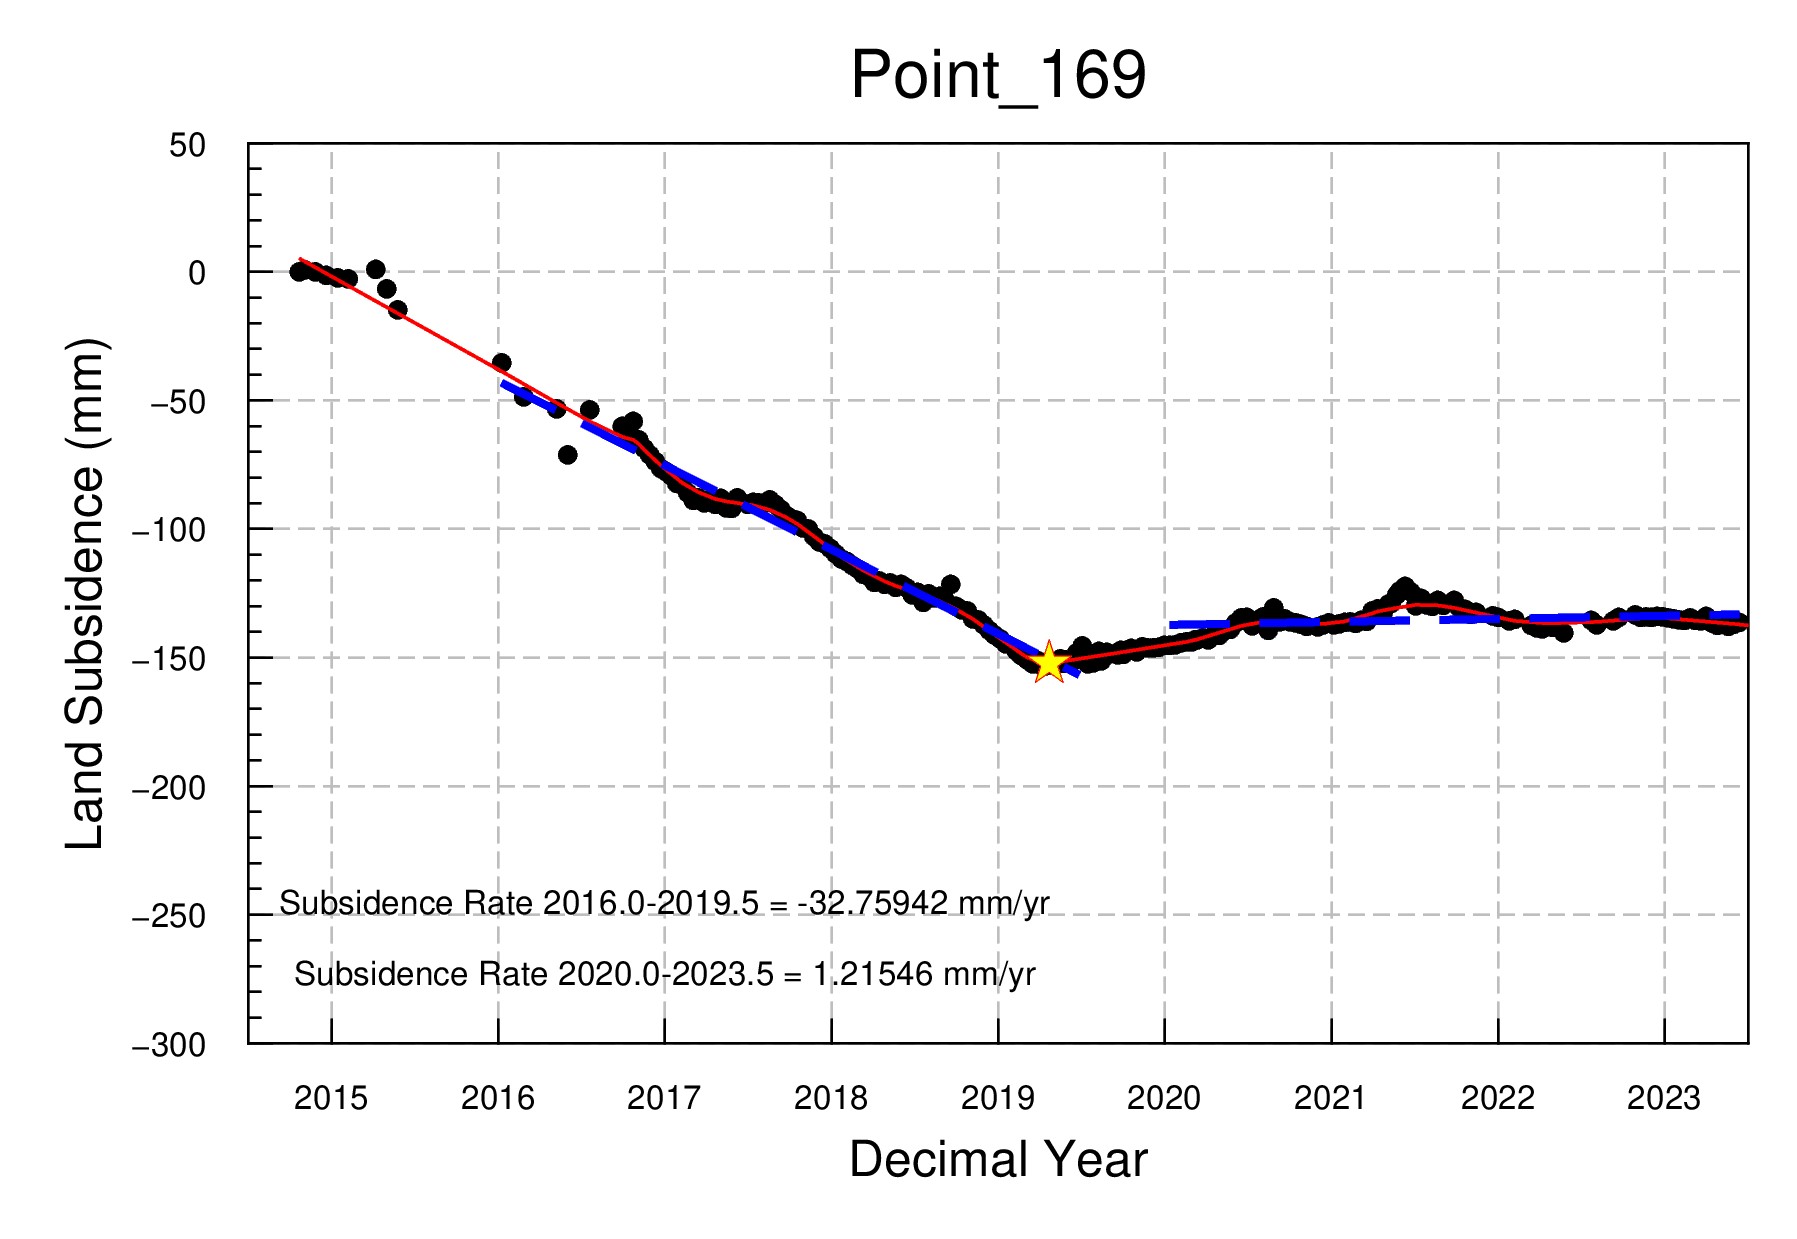 Point_169
50
0
−50
−100
−150
−200
−250
−300
Land Subsidence (mm)
Subsidence Rate 2016.0-2019.5 = -32.75942 mm/yr
Subsidence Rate 2020.0-2023.5 = 1.21546 mm/yr
2015 2016 2017 2018 2019 2020 2021 2022 2023
Decimal Year